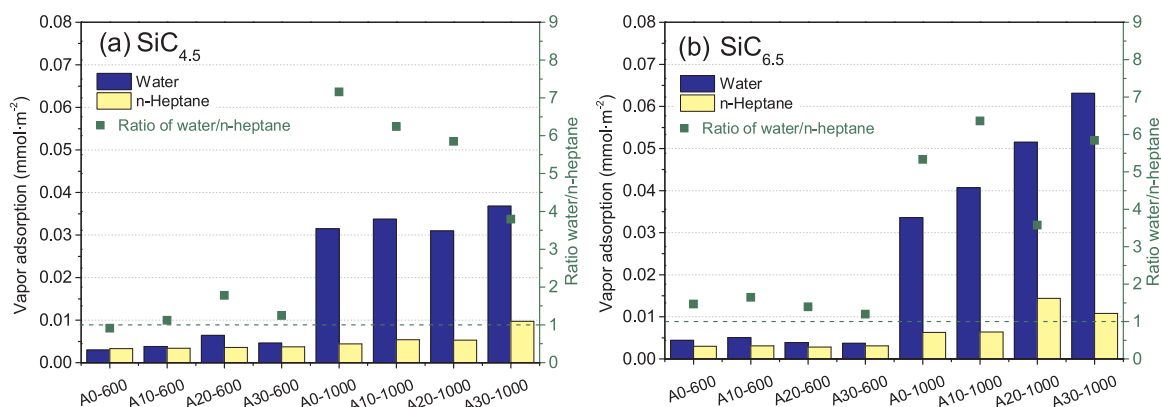 (a) SiC4.5
Water
n-Heptane
Ratio of water/n-heptane
Vapor adsorption (mmol·m-2)
0.08
0.07
0.06
0.05
0.04
0.03
0.02
0.01
0.00
9
8
7
6
5
4
3
2
1
0
Ratio water/n-heptane
A0-600
A10-600
A20-600
A30-600
A0-1000
A10-1000
A20-1000
A30-1000
(b) SiC6.5
Water
n-Heptane
Ratio of water/n-heptane
Vapor adsorption (mmol·m-2)
0.08
0.07
0.06
0.05
0.04
0.03
0.02
0.01
0.00
9
8
7
6
5
4
3
2
1
0
Ratio water/n-heptane
A0-600
A10-600
A20-600
A30-600
A0-1000
A10-1000
A20-1000
A30-1000